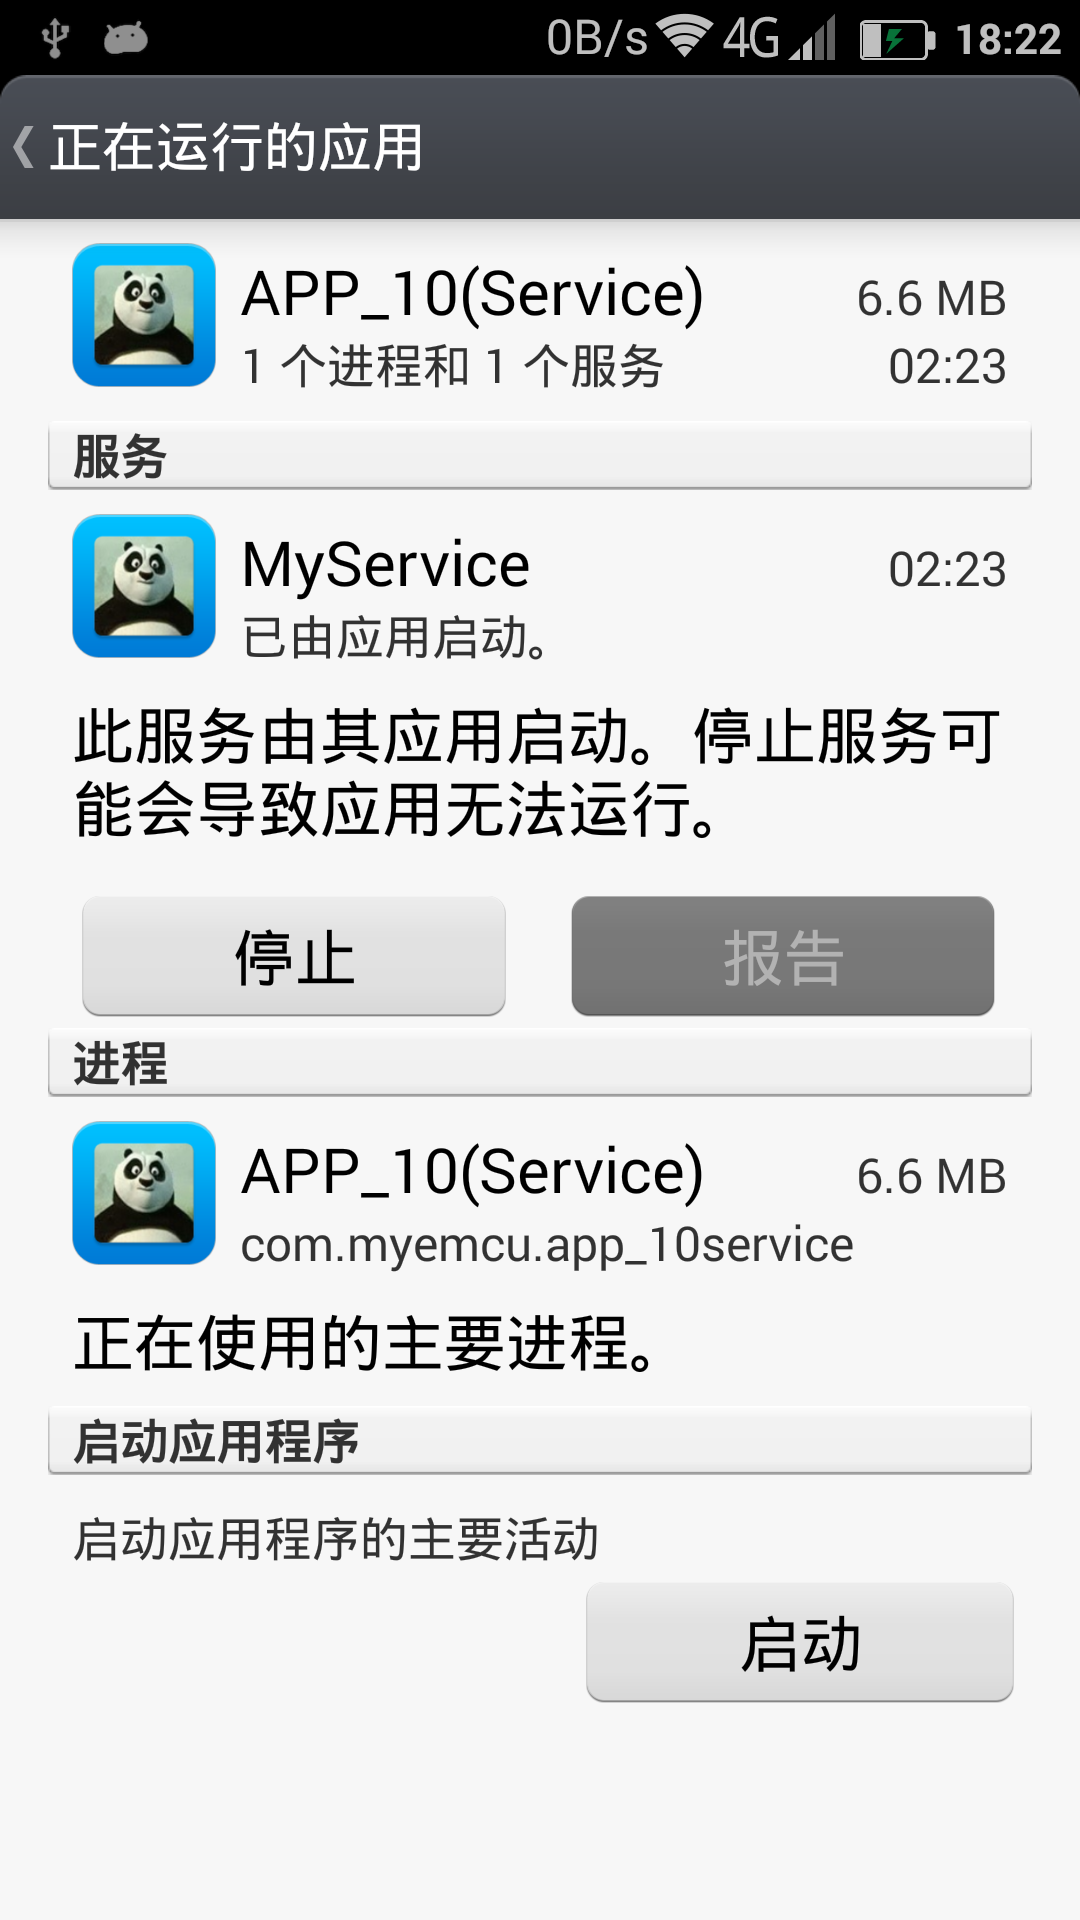 0B/s 4G 18:22
正在运行的应用
APP_10(Service) 6.6 MB
1 个进程和 1 个服务 02:23
服务
MyService 02:23
已由应用启动。
此服务由其应用启动。停止服务可
能会导致应用无法运行。
停止 报告
进程
APP_10(Service) 6.6 MB
com.myemcu.app_10service
正在使用的主要进程。
启动应用程序
启动应用程序的主要活动
启动